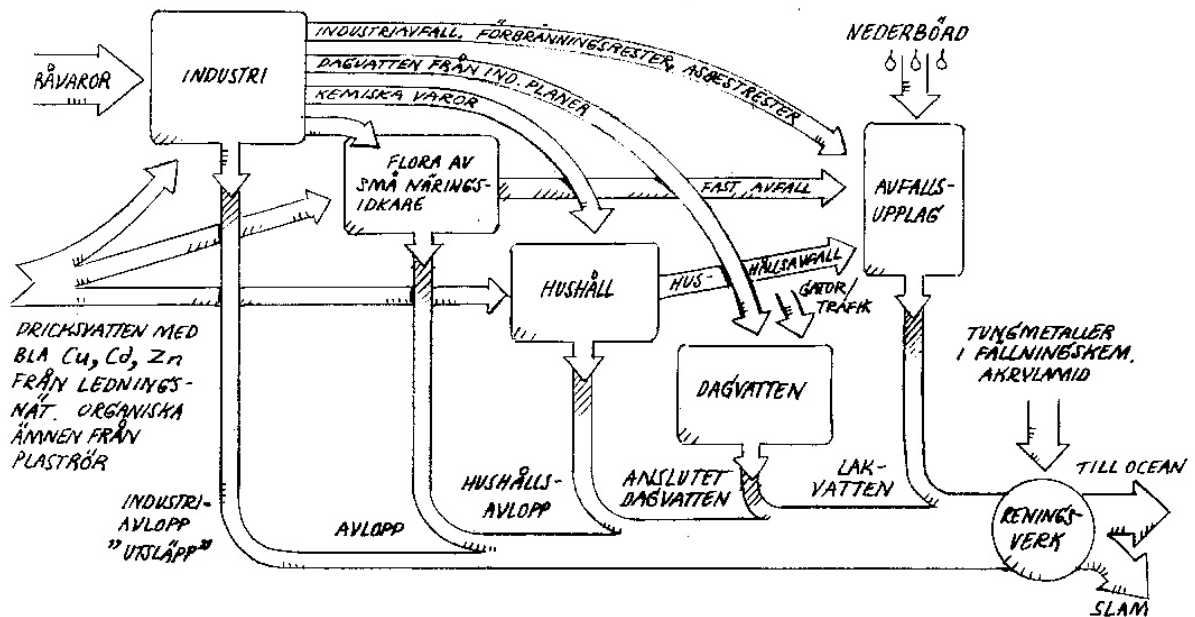 RÅVAROR
INDUSTRI
INDUSTRIAVFALL, FÖRBRÄNNINGSRESTER, ASBESTRESTER
DAGVATTEN FRÅN IND. PLANER
KEMISKA VAROR
NEDERBÖRD
FLORA AV
SMÅ NÄRINGS-
IDKARE
FAST AVFALL
AVFALLS-
UPPLAG
HUSHÅLL
HUS-
HÅLLSAVFALL
GATOR/
TRAFIK
DRICKSVATTEN MED
BLA Cu, Cd, Zn
FRÅN LEDNINGS-
NÄT. ORGANISKA
ÄMNEN FRÅN
PLASTRÖR
DAGVATTEN
TUNGMETALLER
I FÄLLNINGSKEM.
AKRYLAMID
INDUSTRI-
AVLOPP
"UTSLÄPP"
AVLOPP
HUSHÅLLS-
AVLOPP
ANSLUTET
DAGVATTEN
LAK-
VATTEN
RENINGS-
VERK
TILL OCEAN
SLAM